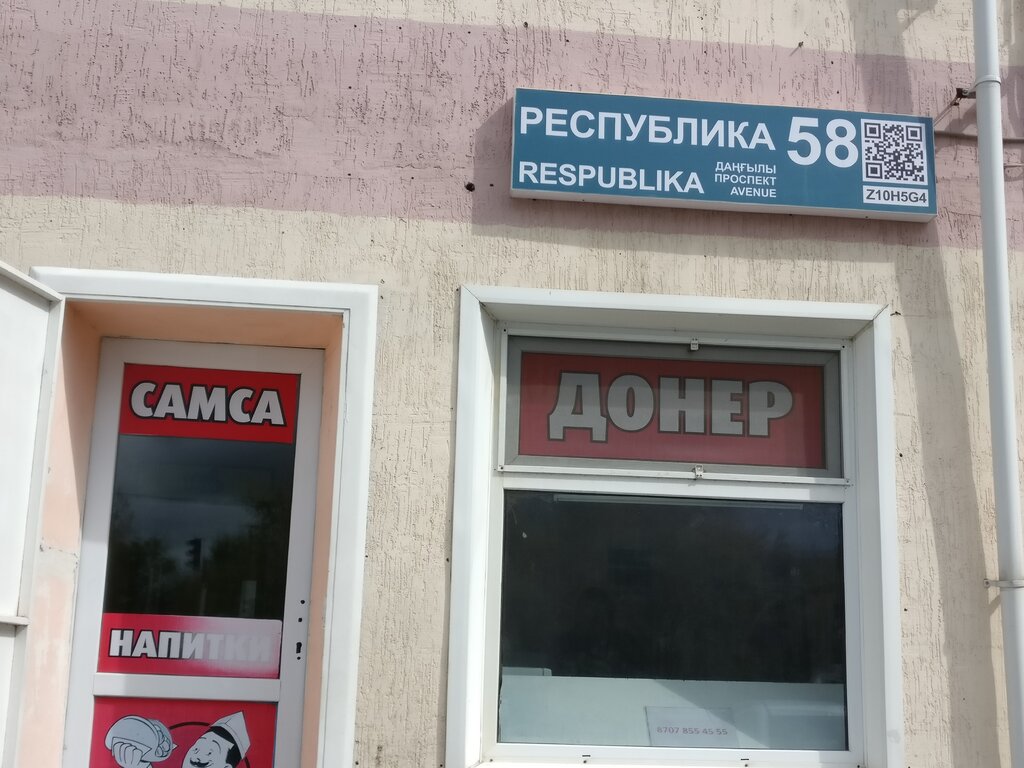 РЕСПУБЛИКА 58
RESPUBLIKA
ДАҢҒЫЛЫ
ПРОСПЕКТ
AVENUE
Z10H5G4
САМСА
ДОНЕР
НАПИТКИ
8707 855 45 55